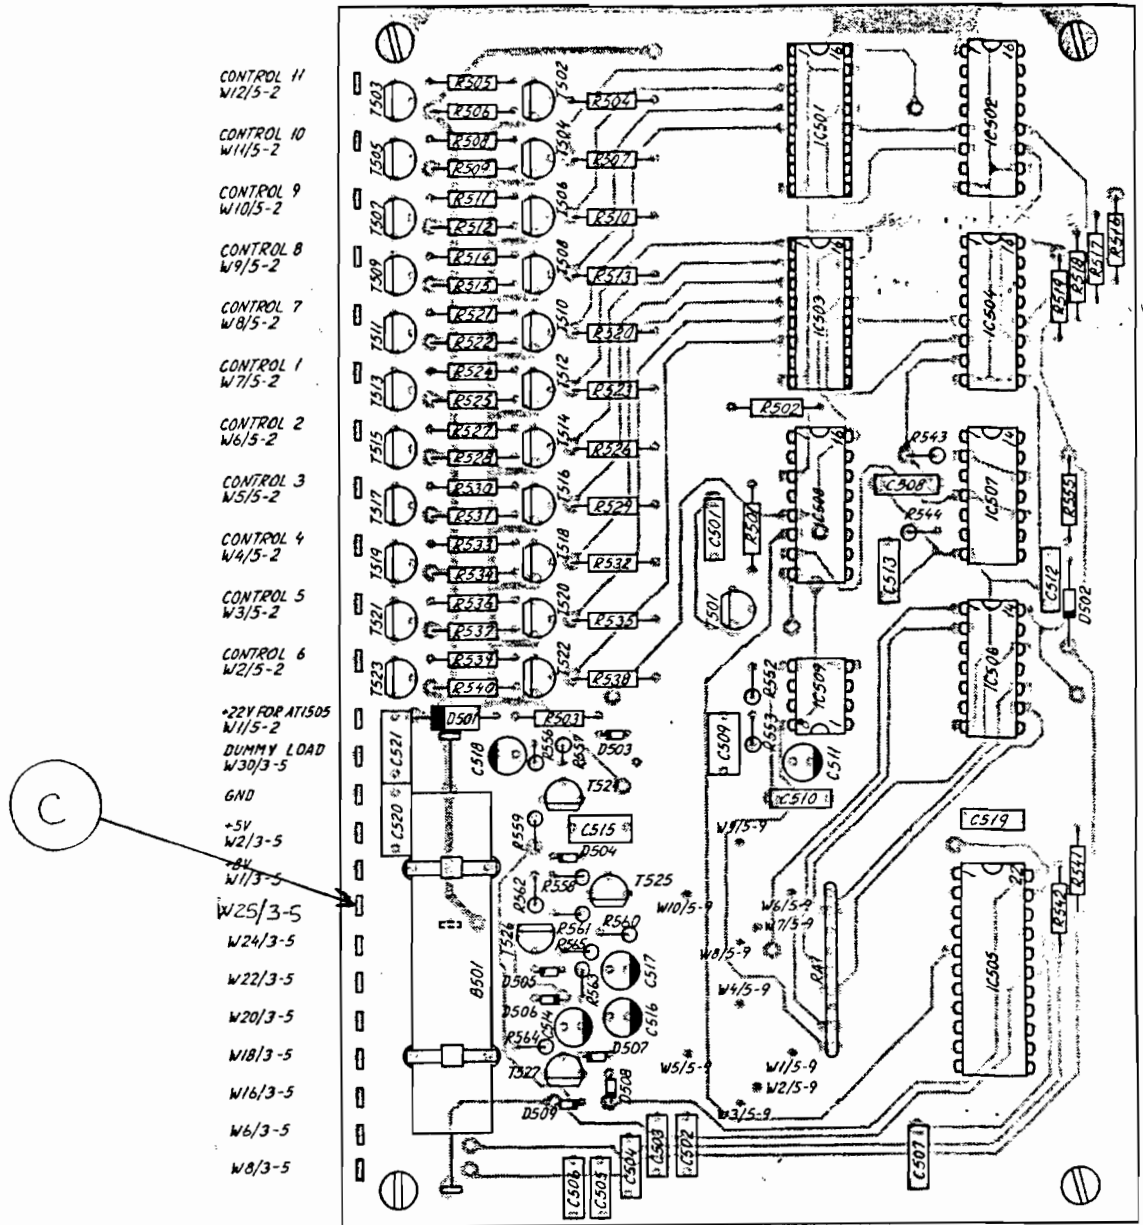 CONTROL 11
W12/5-2
CONTROL 10
W11/5-2
CONTROL 9
W10/5-2
CONTROL 8
W9/5-2
CONTROL 7
W8/5-2
CONTROL 1
W7/5-2
CONTROL 2
W6/5-2
CONTROL 3
W5/5-2
CONTROL 4
W4/5-2
CONTROL 5
W3/5-2
CONTROL 6
W2/5-2
+22V FOR AT1505
W1/5-2
DUMMY LOAD
W30/3-5
GND
+5V
W2/3-5
W1/3-5
W25/3-5
W24/3-5
W22/3-5
W20/3-5
W18/3-5
W16/3-5
W6/3-5
W8/3-5
C
T503 R505 R506 T502 R504
T505 R508 R509 T504 R507
T507 R511 R512 T506 R510
T509 R514 R515 T508 R513
T511 R521 R522 T510 R520
T513 R524 R525 T512 R523
T515 R527 R528 T514 R526
T517 R530 R531 T516 R529
T519 R533 R534 T518 R532
T521 R536 R537 T520 R535
T523 R539 R540 T522 R538
16 IC501 16 IC502
16 IC503 16 IC504
R519 R518 R517 R516
R502
16 14 IC507
R543
C508
R544
C501 R501
C513 C512 R555
T501
D502
14 IC506
IC509 1
R552
R553
C509
C511
C510
C519
C521 D501 R503
C518 R556 R557 D503
C520
R559 C515
D504
R562 R558 T525
R561 R560
T526 R565
B501
D505 R563 C517
D506 C514 C516
R564 D507
T527
D508
D509
W9/5-9
W10/5-9 W6/5-9
W7/5-9
W8/5-9
W4/5-9
W5/5-9 W1/5-9
W2/5-9
W3/5-9
22 IC505
R542 R541
C506 C505 C504 C503 C502
C507